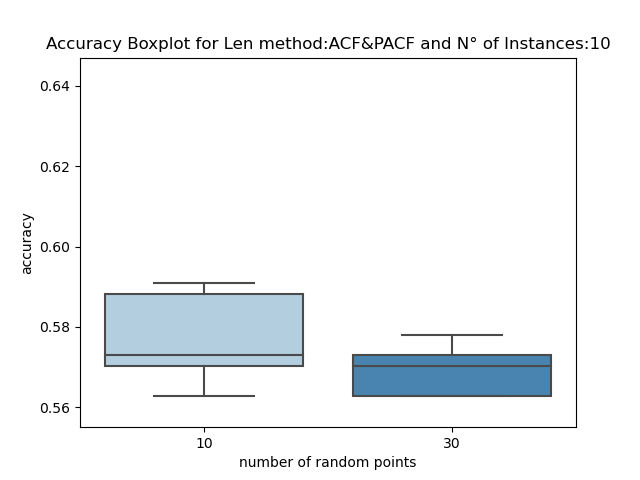 Accuracy Boxplot for Len method:ACF&PACF and N° of Instances:10
0.64
0.62
0.60
0.58
0.56
accuracy
10 30
number of random points